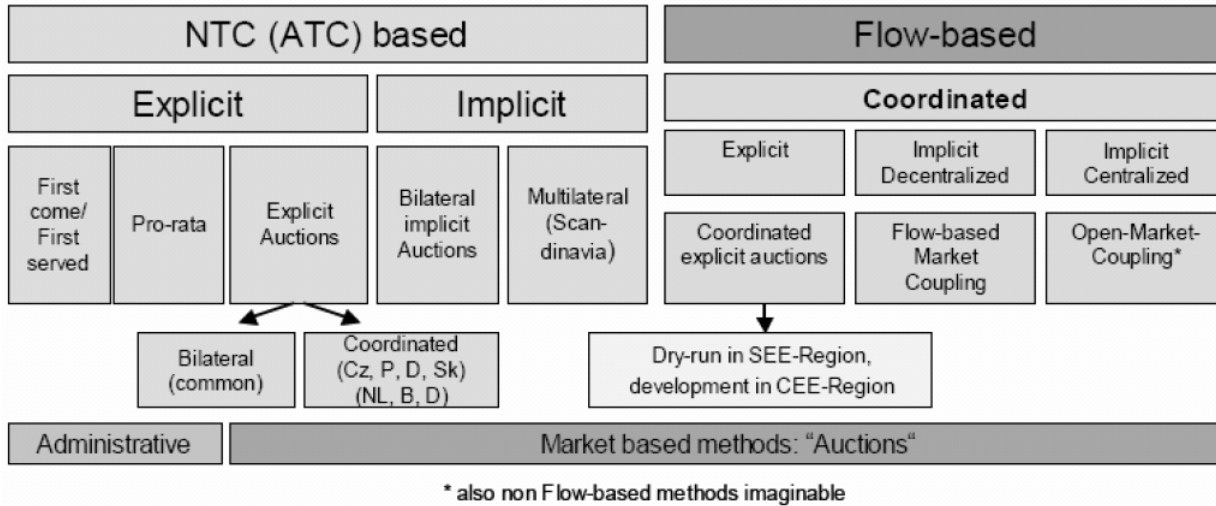 NTC (ATC) based
Flow-based
Explicit
Implicit
Coordinated
First
come/
First
served
Pro-rata
Explicit
Auctions
Bilateral
implicit
Auctions
Multilateral
(Scan-
dinavia)
Explicit
Implicit
Decentralized
Implicit
Centralized
Coordinated
explicit auctions
Flow-based
Market
Coupling
Open-Market-
Coupling*
Bilateral
(common)
Coordinated
(Cz, P, D, Sk)
(NL, B, D)
Dry-run in SEE-Region,
development in CEE-Region
Administrative
Market based methods: "Auctions“
* also non Flow-based methods imaginable